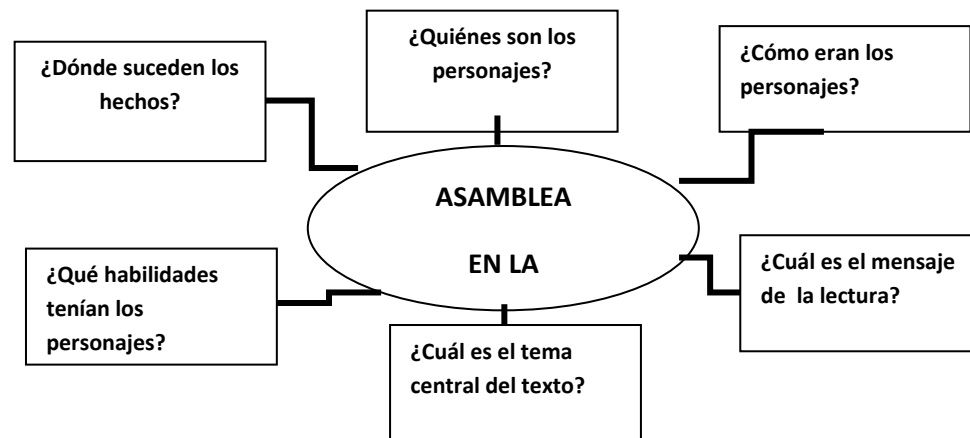 ¿Dónde suceden los
hechos?
¿Quiénes son los
personajes?
¿Cómo eran los
personajes?
ASAMBLEA
EN LA
¿Qué habilidades
tenían los
personajes?
¿Cuál es el tema
central del texto?
¿Cuál es el mensaje
de la lectura?